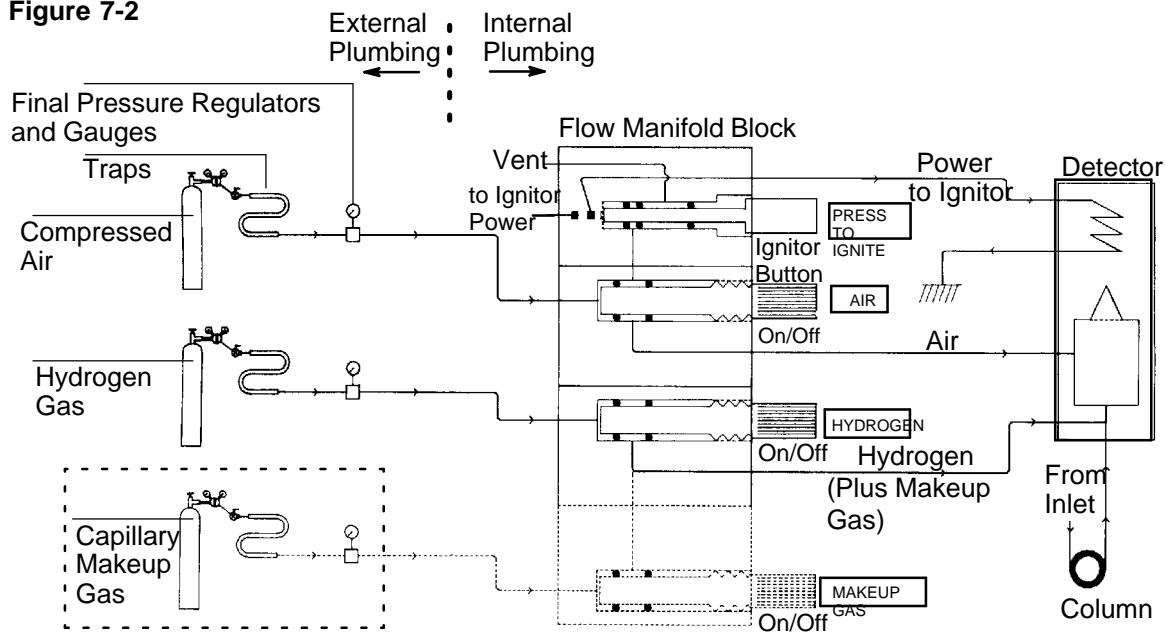 Figure 7-2
External
Plumbing
Internal
Plumbing
Final Pressure Regulators
and Gauges
Traps
Flow Manifold Block
Vent
to Ignitor
Power
Power
to Ignitor
Detector
Compressed
Air
PRESS
TO
IGNITE
Ignitor
Button
AIR
On/Off
Air
Hydrogen
Gas
HYDROGEN
On/Off
Hydrogen
(Plus Makeup
Gas)
From
Inlet
Capillary
Makeup
Gas
MAKEUP
GAS
On/Off
Column